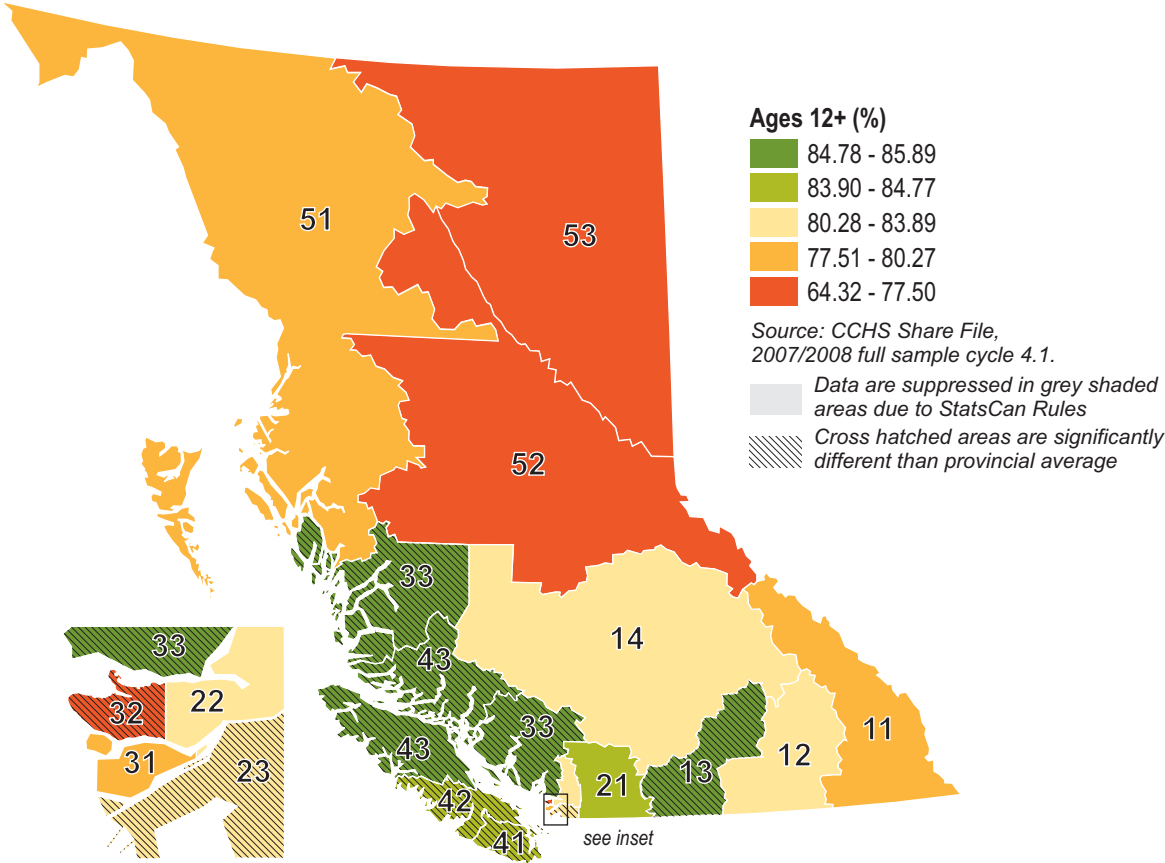 51
53
Ages 12+ (%)
84.78 - 85.89
83.90 - 84.77
80.28 - 83.89
77.51 - 80.27
64.32 - 77.50
Source: CCHS Share File,
2007/2008 full sample cycle 4.1.
Data are suppressed in grey shaded
areas due to StatsCan Rules
Cross hatched areas are significantly
different than provincial average
52
33
14
43
33
43
13
12
11
21
42
41
see inset
33
32
22
31
23